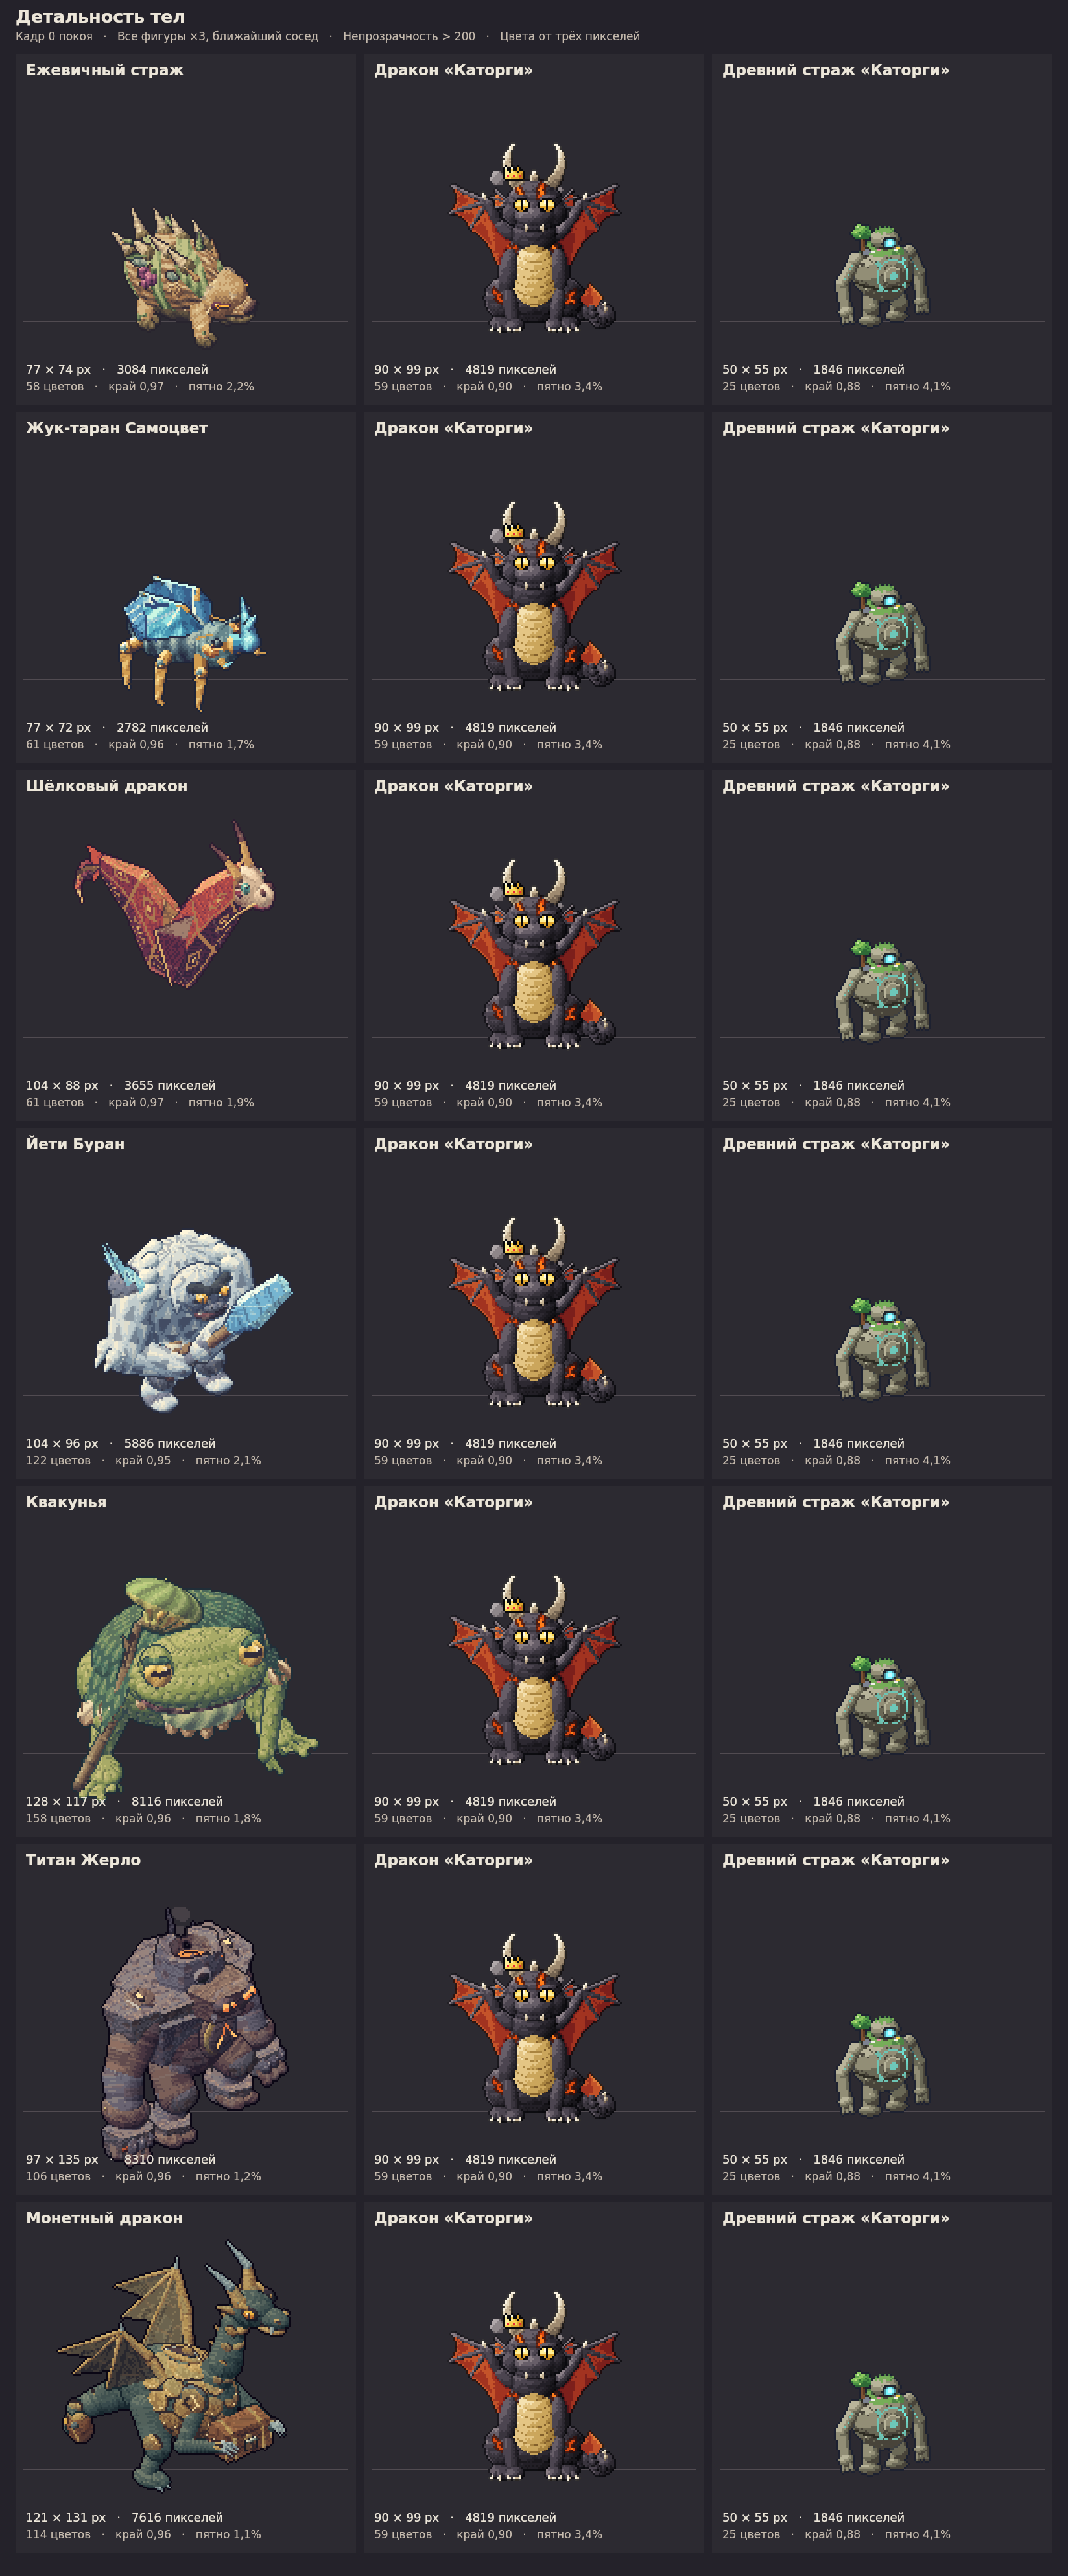 Детальность тел
Кадр 0 покоя · Все фигуры ×3, ближайший сосед · Непрозрачность > 200 · Цвета от трёх пикселей
Ежевичный страж
77 × 74 px · 3084 пикселей
58 цветов · край 0,97 · пятно 2,2%
Дракон «Каторги»
90 × 99 px · 4819 пикселей
59 цветов · край 0,90 · пятно 3,4%
Древний страж «Каторги»
50 × 55 px · 1846 пикселей
25 цветов · край 0,88 · пятно 4,1%
Жук-таран Самоцвет
77 × 72 px · 2782 пикселей
61 цветов · край 0,96 · пятно 1,7%
Дракон «Каторги»
90 × 99 px · 4819 пикселей
59 цветов · край 0,90 · пятно 3,4%
Древний страж «Каторги»
50 × 55 px · 1846 пикселей
25 цветов · край 0,88 · пятно 4,1%
Шёлковый дракон
104 × 88 px · 3655 пикселей
61 цветов · край 0,97 · пятно 1,9%
Дракон «Каторги»
90 × 99 px · 4819 пикселей
59 цветов · край 0,90 · пятно 3,4%
Древний страж «Каторги»
50 × 55 px · 1846 пикселей
25 цветов · край 0,88 · пятно 4,1%
Йети Буран
104 × 96 px · 5886 пикселей
122 цветов · край 0,95 · пятно 2,1%
Дракон «Каторги»
90 × 99 px · 4819 пикселей
59 цветов · край 0,90 · пятно 3,4%
Древний страж «Каторги»
50 × 55 px · 1846 пикселей
25 цветов · край 0,88 · пятно 4,1%
Квакунья
128 × 117 px · 8116 пикселей
158 цветов · край 0,96 · пятно 1,8%
Дракон «Каторги»
90 × 99 px · 4819 пикселей
59 цветов · край 0,90 · пятно 3,4%
Древний страж «Каторги»
50 × 55 px · 1846 пикселей
25 цветов · край 0,88 · пятно 4,1%
Титан Жерло
97 × 135 px · 8310 пикселей
106 цветов · край 0,96 · пятно 1,2%
Дракон «Каторги»
90 × 99 px · 4819 пикселей
59 цветов · край 0,90 · пятно 3,4%
Древний страж «Каторги»
50 × 55 px · 1846 пикселей
25 цветов · край 0,88 · пятно 4,1%
Монетный дракон
121 × 131 px · 7616 пикселей
114 цветов · край 0,96 · пятно 1,1%
Дракон «Каторги»
90 × 99 px · 4819 пикселей
59 цветов · край 0,90 · пятно 3,4%
Древний страж «Каторги»
50 × 55 px · 1846 пикселей
25 цветов · край 0,88 · пятно 4,1%